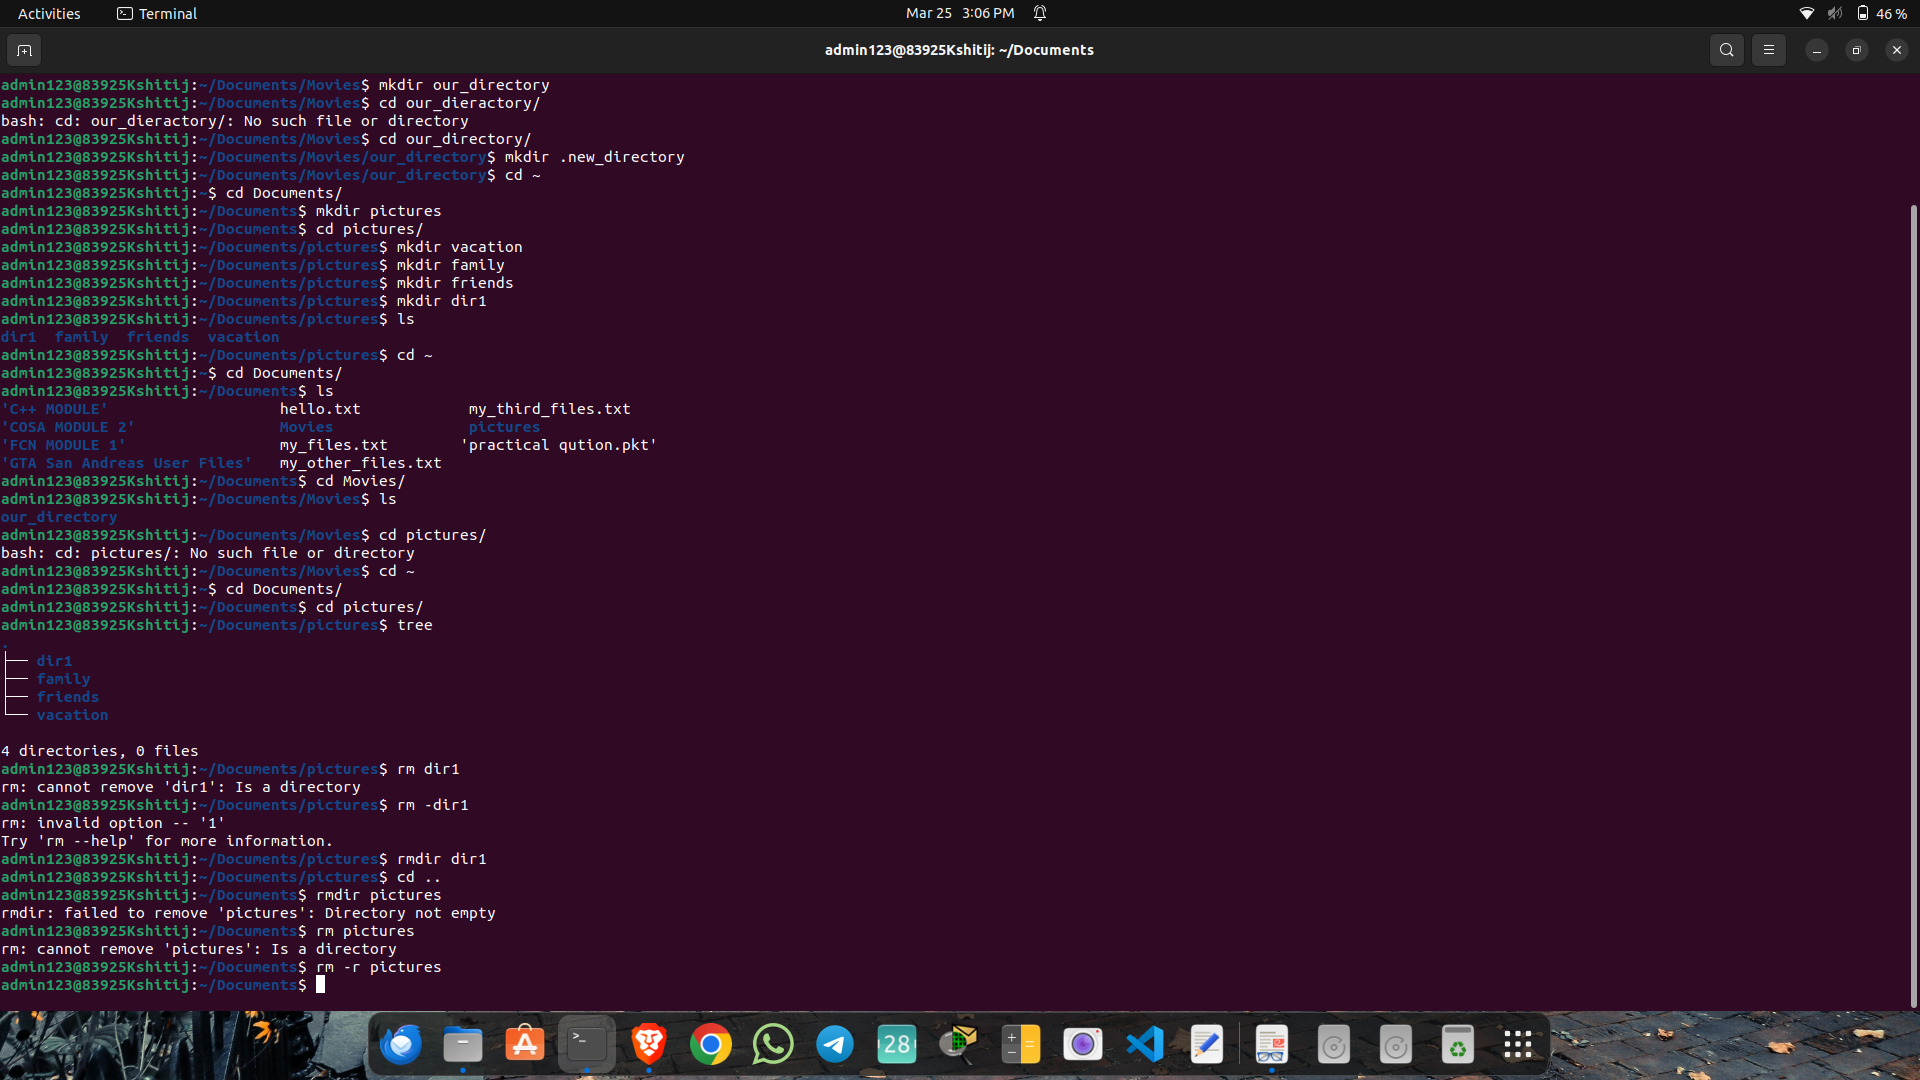 Activities Terminal Mar 25 3:06 PM 46 %
admin123@83925Kshitij: ~/Documents
admin123@83925Kshitij:~/Documents/Movies$ mkdir our_directory
admin123@83925Kshitij:~/Documents/Movies$ cd our_dieractory/
bash: cd: our_dieractory/: No such file or directory
admin123@83925Kshitij:~/Documents/Movies$ cd our_directory/
admin123@83925Kshitij:~/Documents/Movies/our_directory$ mkdir .new_directory
admin123@83925Kshitij:~/Documents/Movies/our_directory$ cd ~
admin123@83925Kshitij:~$ cd Documents/
admin123@83925Kshitij:~/Documents$ mkdir pictures
admin123@83925Kshitij:~/Documents$ cd pictures/
admin123@83925Kshitij:~/Documents/pictures$ mkdir vacation
admin123@83925Kshitij:~/Documents/pictures$ mkdir family
admin123@83925Kshitij:~/Documents/pictures$ mkdir friends
admin123@83925Kshitij:~/Documents/pictures$ mkdir dir1
admin123@83925Kshitij:~/Documents/pictures$ ls
dir1  family  friends  vacation
admin123@83925Kshitij:~/Documents/pictures$ cd ~
admin123@83925Kshitij:~$ cd Documents/
admin123@83925Kshitij:~/Documents$ ls
'C++ MODULE'                   hello.txt            my_third_files.txt
'COSA MODULE 2'                Movies               pictures
'FCN MODULE 1'                 my_files.txt        'practical qution.pkt'
'GTA San Andreas User Files'   my_other_files.txt
admin123@83925Kshitij:~/Documents$ cd Movies/
admin123@83925Kshitij:~/Documents/Movies$ ls
our_directory
admin123@83925Kshitij:~/Documents/Movies$ cd pictures/
bash: cd: pictures/: No such file or directory
admin123@83925Kshitij:~/Documents/Movies$ cd ~
admin123@83925Kshitij:~$ cd Documents/
admin123@83925Kshitij:~/Documents$ cd pictures/
admin123@83925Kshitij:~/Documents/pictures$ tree
.
├── dir1
├── family
├── friends
└── vacation
4 directories, 0 files
admin123@83925Kshitij:~/Documents/pictures$ rm dir1
rm: cannot remove 'dir1': Is a directory
admin123@83925Kshitij:~/Documents/pictures$ rm -dir1
rm: invalid option -- '1'
Try 'rm --help' for more information.
admin123@83925Kshitij:~/Documents/pictures$ rmdir dir1
admin123@83925Kshitij:~/Documents/pictures$ cd ..
admin123@83925Kshitij:~/Documents$ rmdir pictures
rmdir: failed to remove 'pictures': Directory not empty
admin123@83925Kshitij:~/Documents$ rm pictures
rm: cannot remove 'pictures': Is a directory
admin123@83925Kshitij:~/Documents$ rm -r pictures
admin123@83925Kshitij:~/Documents$
28